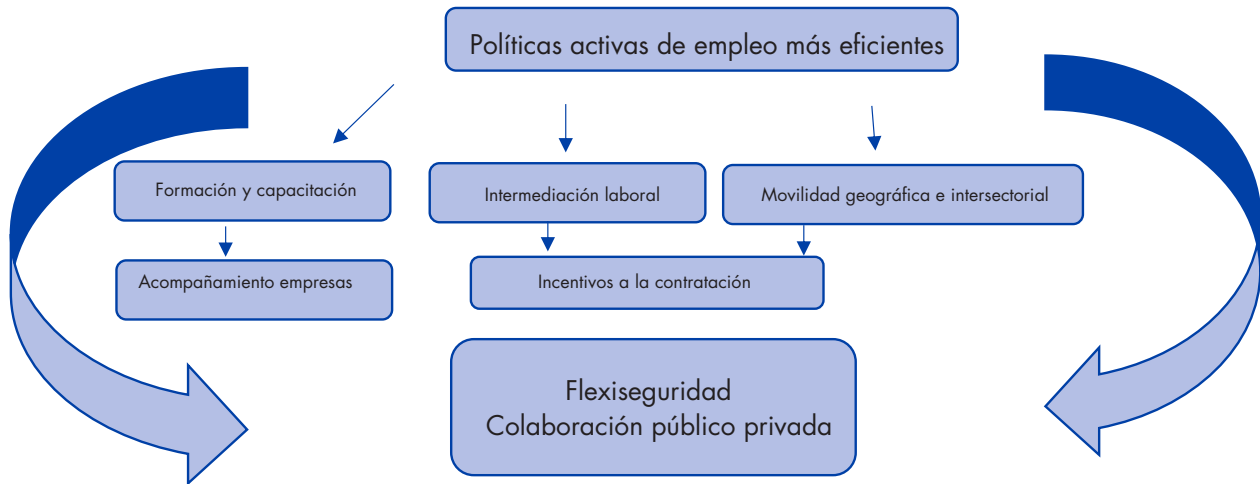 Políticas activas de empleo más eficientes
Formación y capacitación
Intermediación laboral
Movilidad geográfica e intersectorial
Acompañamiento empresas
Incentivos a la contratación
Flexiseguridad
Colaboración público privada